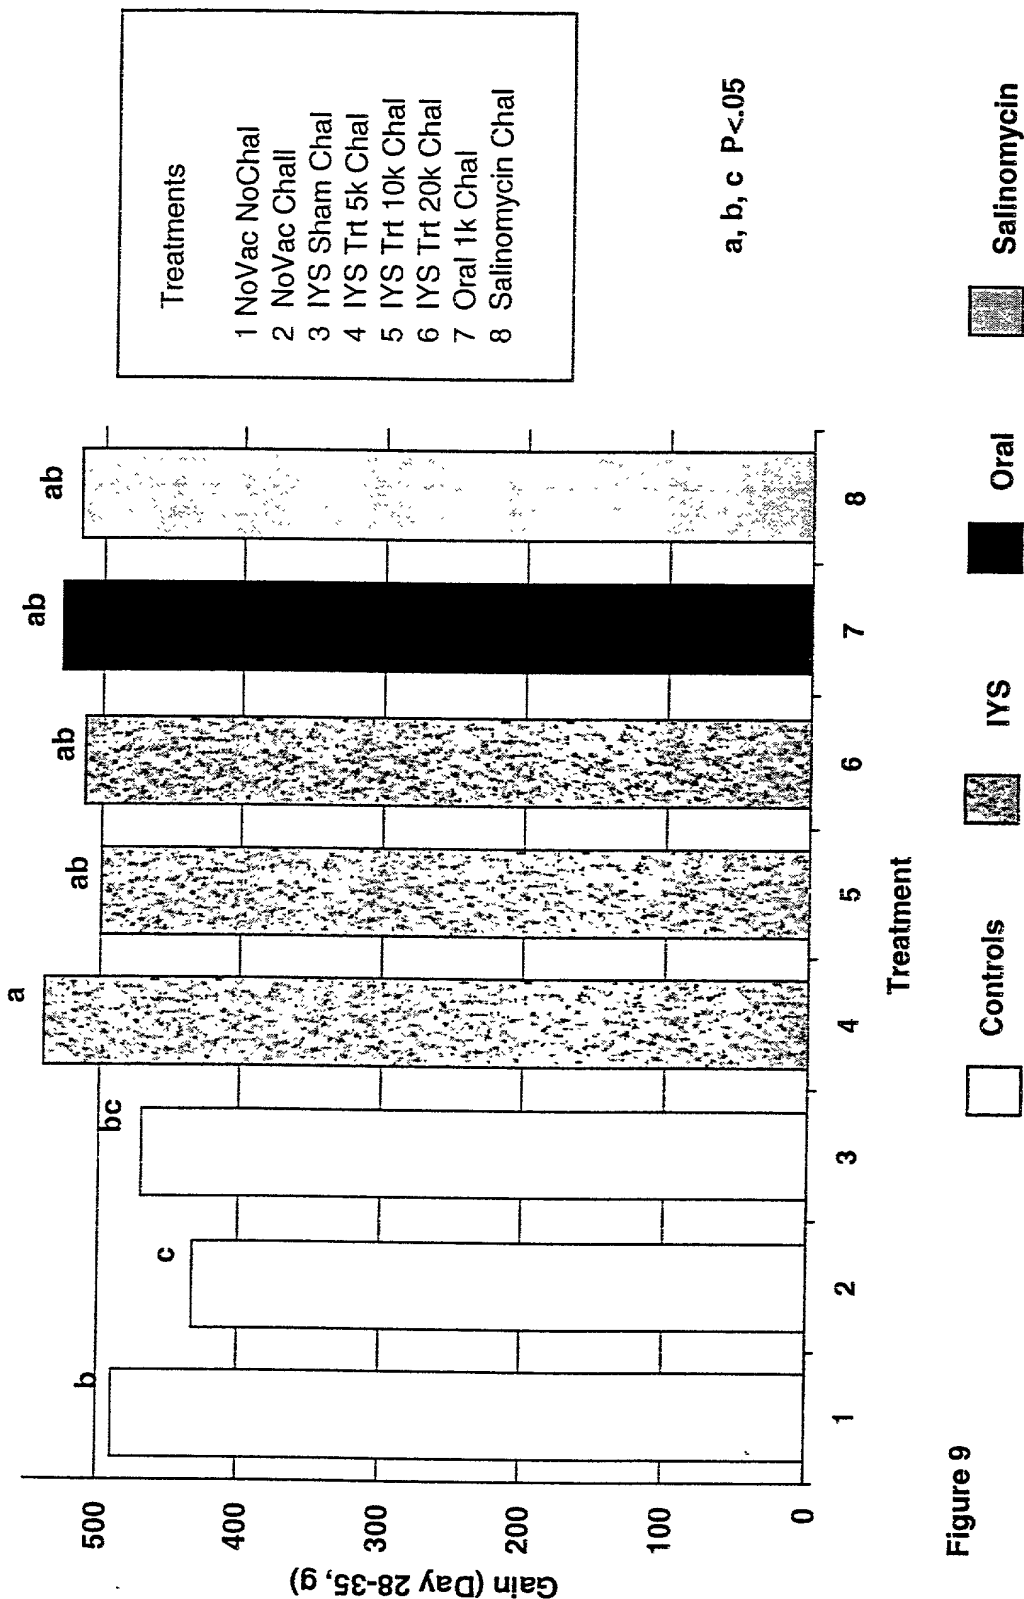 Gain (Day 28-35, g)
500
400
300
200
100
0
b
c
bc
a
ab
ab
ab
ab
1
2
3
4
5
6
7
8
Treatment
Treatments
1 NoVac NoChal
2 NoVac Chall
3 IYS Sham Chal
4 IYS Trt 5k Chal
5 IYS Trt 10k Chal
6 IYS Trt 20k Chal
7 Oral 1k Chal
8 Salinomycin Chal
a, b, c P<.05
Controls
IYS
Oral
Salinomycin
Figure 9